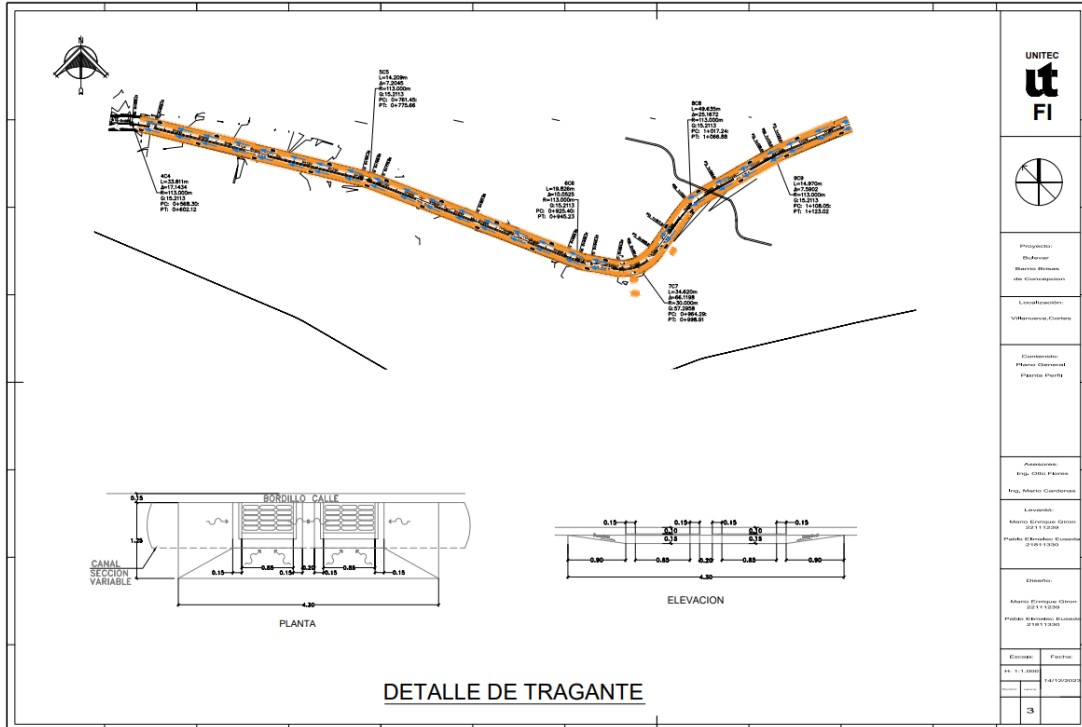 N
5C5
L=14.209m
Δ=7.2045
R=113.000m
G:15.2113
PC: 0+761.45:
PT: 0+775.66
8C8
L=49.635m
Δ=25.1672
R=113.000m
G:15.2113
PC: 1+017.24:
PT: 1+066.88
4C4
L=33.811m
Δ=17.1434
R=113.000m
G:15.2113
PC: 0+568.30:
PT: 0+602.12
6C6
L=19.826m
Δ=10.0525
R=113.000m
G:15.2113
PC: 0+925.40:
PT: 0+945.23
9C9
L=14.970m
Δ=7.5902
R=113.000m
G:15.2113
PC: 1+108.05:
PT: 1+123.02
7C7
L=34.620m
Δ=66.1198
R=30.000m
G:57.2958
PC: 0+964.29:
PT: 0+998.91
0.15
BORDILLO CALLE
1.25
CANAL
SECCION
VARIABLE
0.85
0.20
0.85
0.15
0.15
0.15
0.15
4.30
PLANTA
0.15
0.15
0.15
0.15
0.10
0.10
0.15
0.15
0.90
0.85
0.20
0.85
0.90
4.30
ELEVACION
DETALLE DE TRAGANTE
UNITEC
ut
FI
Proyecto:
Bulevar
Barrio Brisas
de Concepcion
Localización:
Villanueva,Cortes
Contenido:
Plano General
Planta Perfil
Asesores:
Ing. Otto Flores
Ing. Mario Cardenas
Levantó:
Mario Enrique Giron
22111239
Pablo Elimelec Euseda
21811330
Diseño:
Mario Enrique Giron
22111239
Pablo Elimelec Euseda
21811330
Escala:
Fecha:
H: 1:1,000
14/12/2023
3